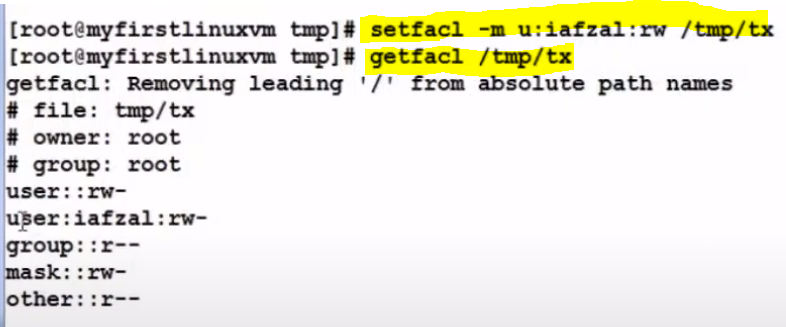 [root@myfirstlinuxvm tmp]# setfacl -m u:iafzal:rw /tmp/tx
[root@myfirstlinuxvm tmp]# getfacl /tmp/tx
getfacl: Removing leading '/' from absolute path names
# file: tmp/tx
# owner: root
# group: root
user::rw-
user:iafzal:rw-
group::r--
mask::rw-
other::r--